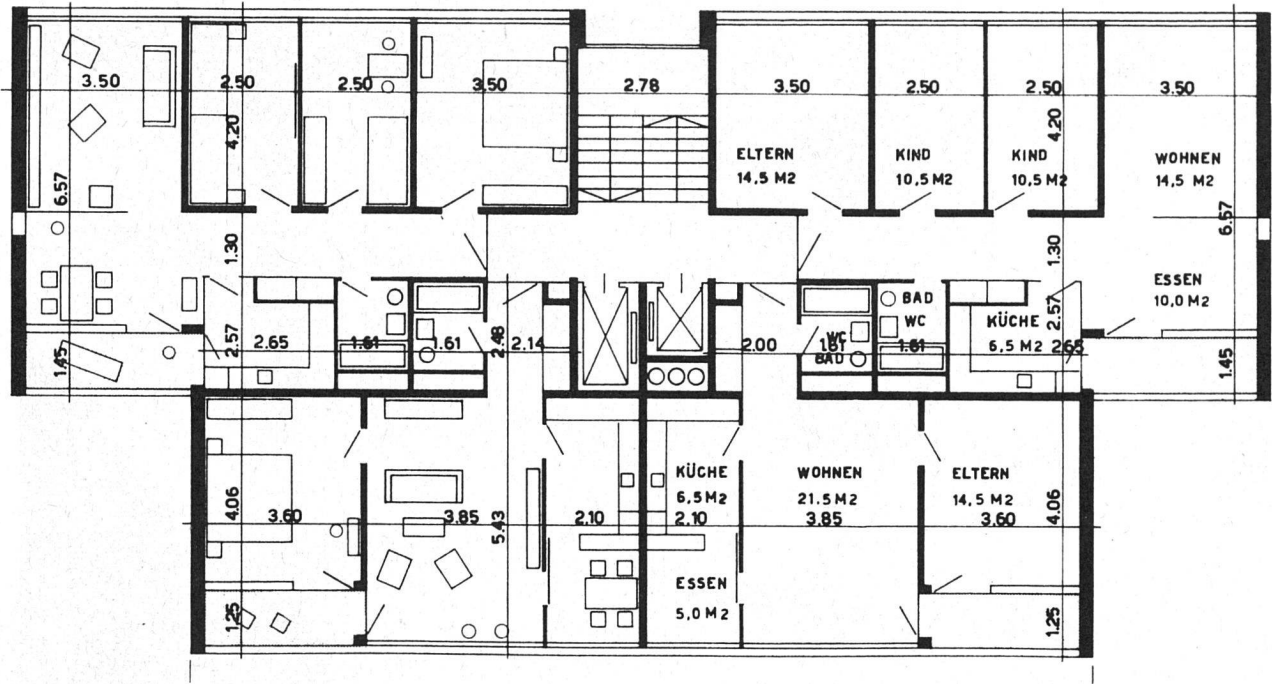 3.50 2.50 2.50 3.50 2.78 3.50 2.50 2.50 3.50
4.20
4.20
ELTERN
14,5 M2
KIND
10,5 M2
KIND
10,5 M2
WOHNEN
14,5 M2
6.57
6.57
1.30
1.30
ESSEN
10,0 M2
BAD
WC
KÜCHE
6,5 M2
WC
BAD
1.45
2.57
2.65
1.61
1.61
2.48
2.14
2.00
1.61
1.61
2.65
2.57
1.45
KÜCHE
6,5 M2
WOHNEN
21.5 M2
ELTERN
14,5 M2
4.06
3.60
3.85
5.43
2.10
2.10
3.85
3.60
4.06
ESSEN
5,0 M2
1.25
1.25